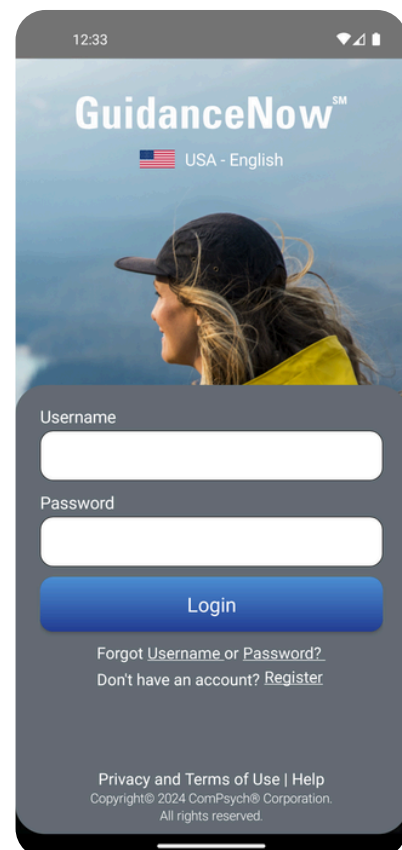 12:33
GuidanceNow℠
USA - English
Username
Password
Login
Forgot Username or Password?
Don't have an account? Register
Privacy and Terms of Use | Help
Copyright© 2024 ComPsych® Corporation.
All rights reserved.